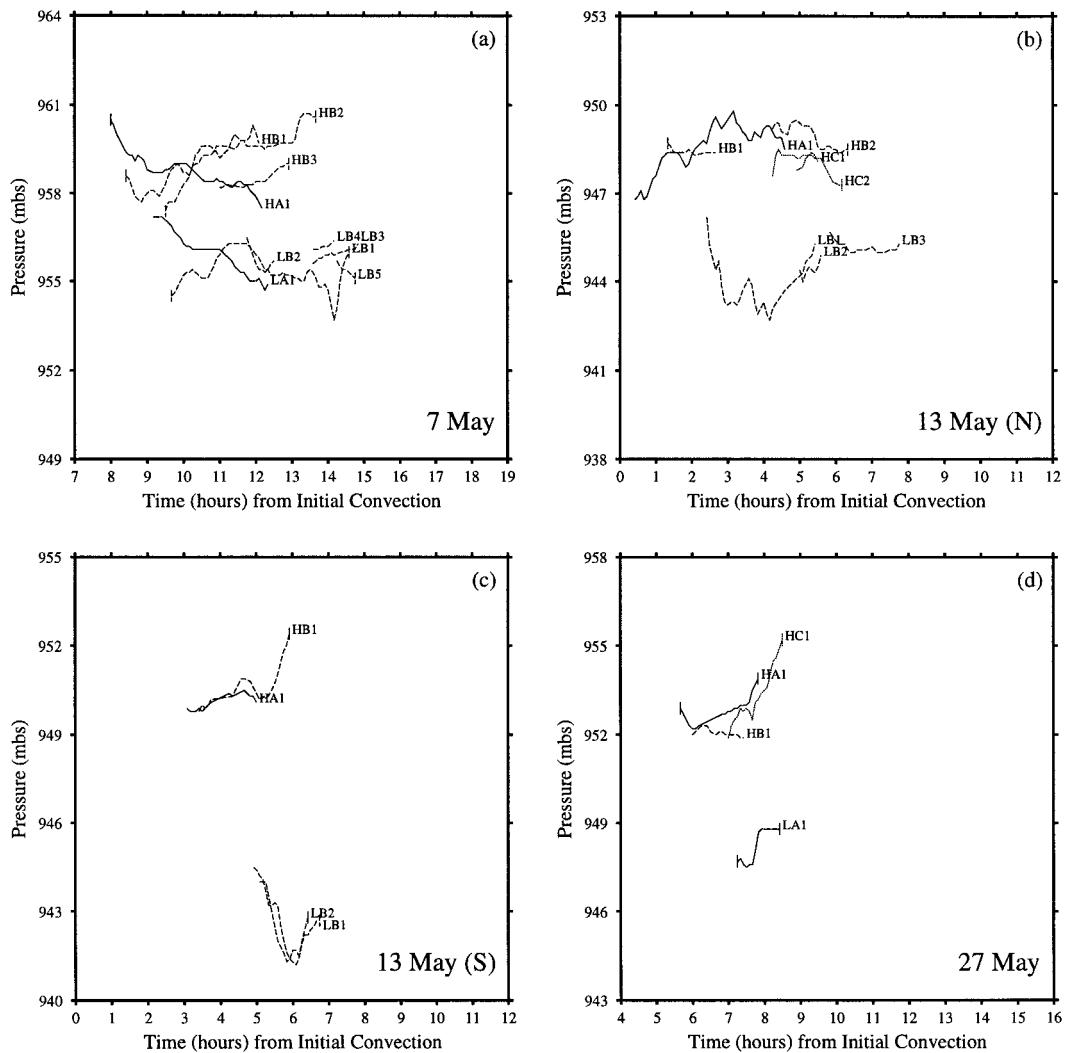 964
961
958
955
952
949
Pressure (mbs)
(a)
HB2
HB1
HB3
HA1
LB4LB3
LB1
LB2
LA1
LB5
7 May
7 8 9 10 11 12 13 14 15 16 17 18 19
Time (hours) from Initial Convection
953
950
947
944
941
938
Pressure (mbs)
(b)
HB1
HA1
HB2
HC1
HC2
LB1
LB2
LB3
13 May (N)
0 1 2 3 4 5 6 7 8 9 10 11 12
Time (hours) from Initial Convection
955
952
949
946
943
940
Pressure (mbs)
(c)
HB1
HA1
LB2
LB1
13 May (S)
0 1 2 3 4 5 6 7 8 9 10 11 12
Time (hours) from Initial Convection
958
955
952
949
946
943
Pressure (mbs)
(d)
HC1
HA1
HB1
LA1
27 May
4 5 6 7 8 9 10 11 12 13 14 15 16
Time (hours) from Initial Convection